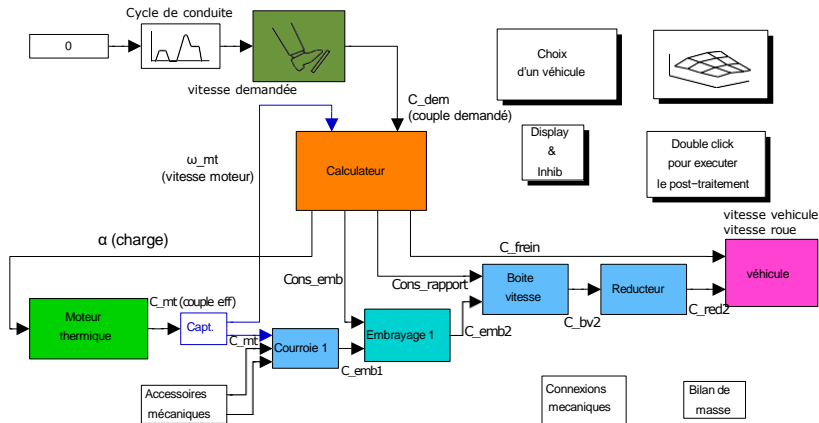 Cycle de conduite
0
vitesse demandée
C_dem
(couple demandé)
Choix
d'un véhicule
Display
&
Inhib
Double click
pour executer
le post-traitement
ω_mt
(vitesse moteur)
Calculateur
vitesse vehicule
vitesse roue
α (charge)
C_frein
Cons_emb
Cons_rapport
Boite
vitesse
Reducteur
véhicule
C_mt (couple eff)
Moteur
thermique
Capt.
C_mt
Courroie 1
Embrayage 1
C_emb2
C_bv2
C_red2
C_emb1
Accessoires
mécaniques
Connexions
mecaniques
Bilan de
masse